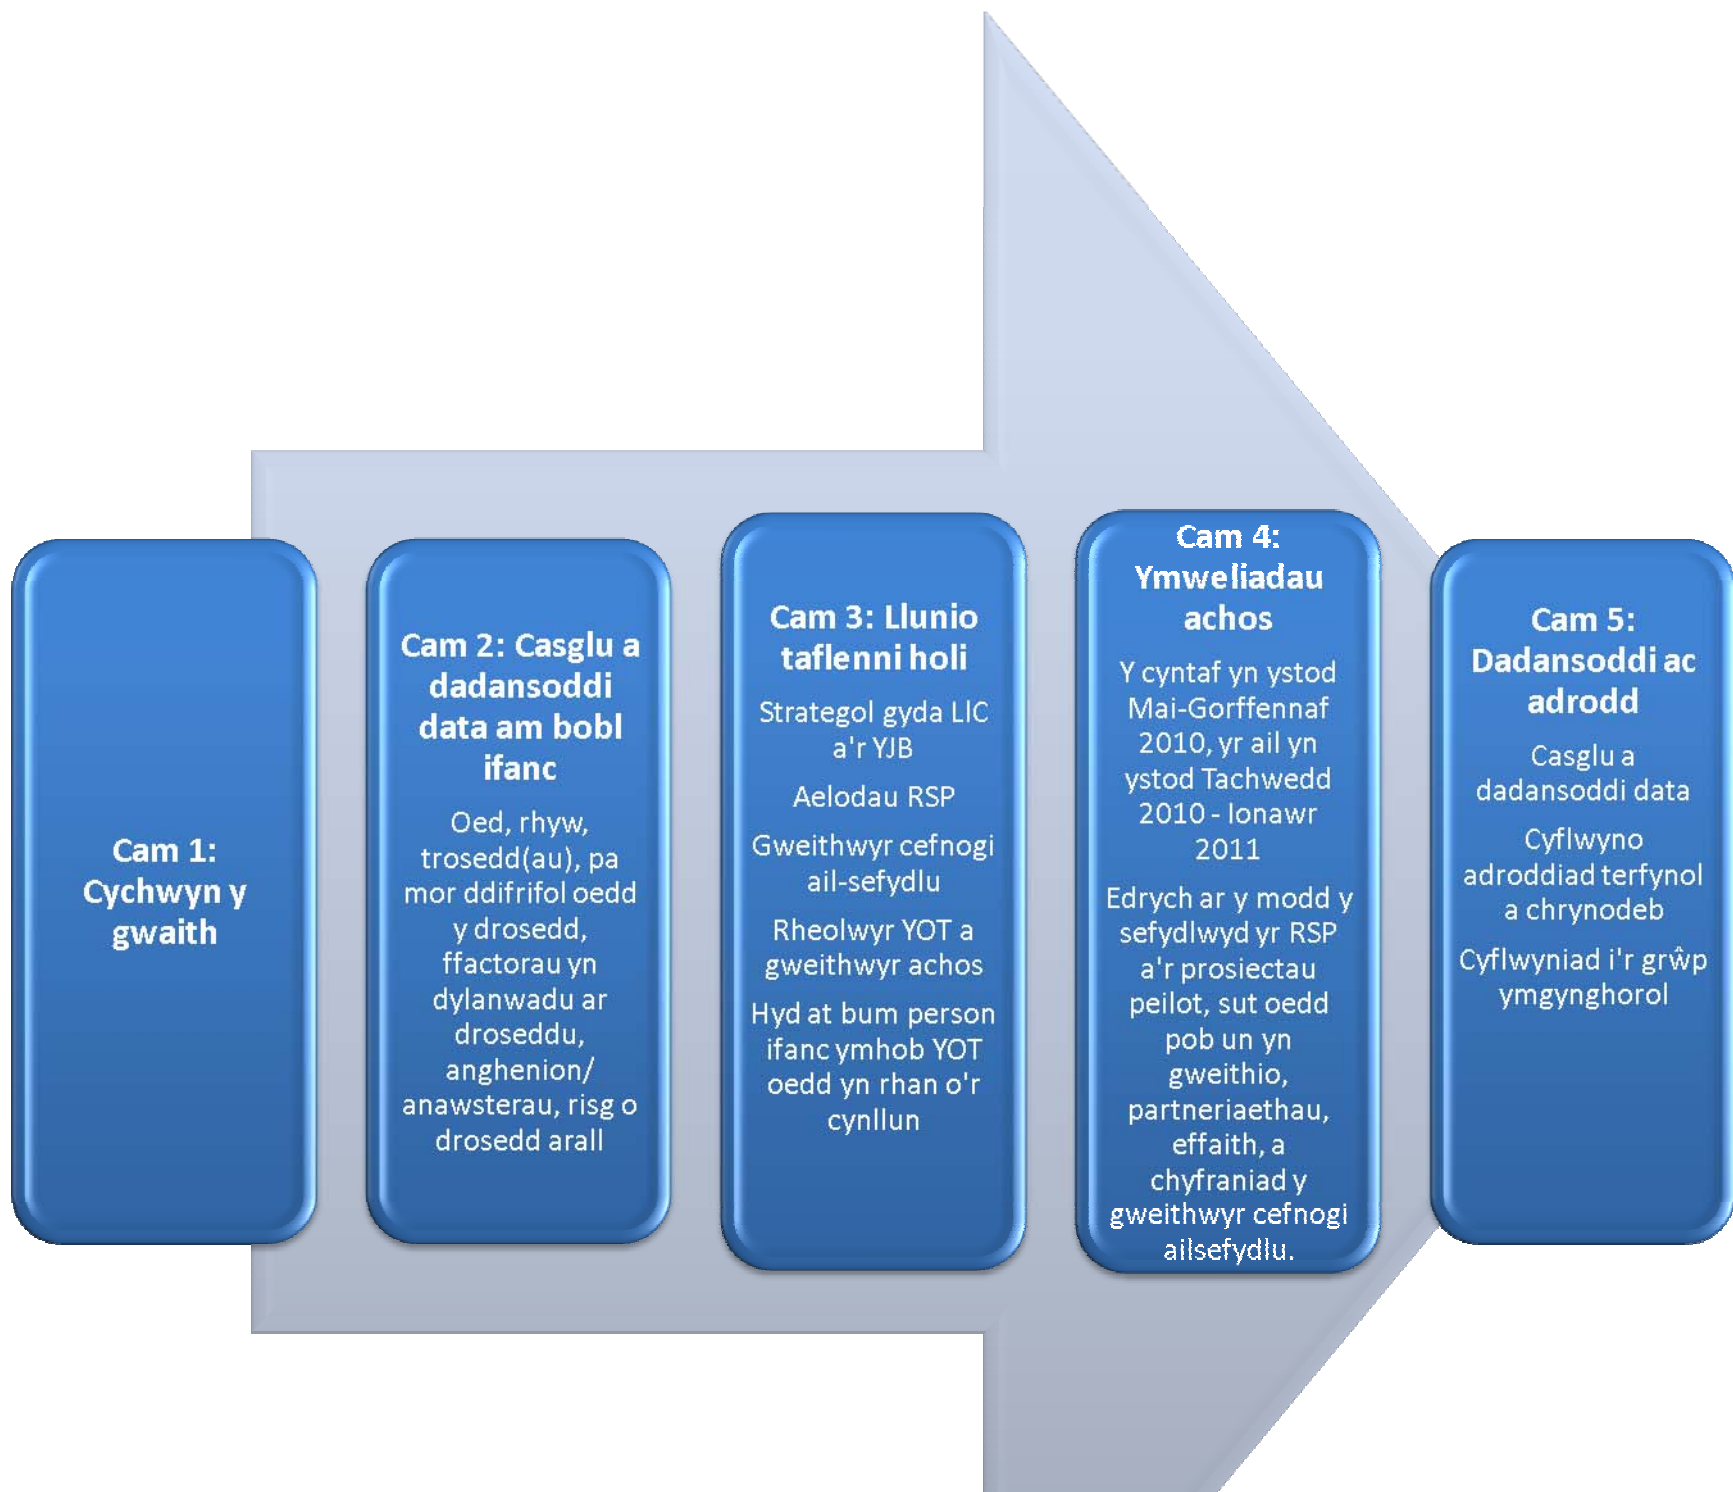 Cam 1:
Cychwyn y
gwaith
Cam 2: Casglu a
dadansoddi
data am bobl
ifanc
Oed, rhyw,
trosedd(au), pa
mor ddifrifol oedd
y drosedd,
ffactorau yn
dylanwadu ar
droseddu,
anghenion/
anawsterau, risg o
drosedd arall
Cam 3: Llunio
taflenni holi
Strategol gyda LlC
a'r YJB
Aelodau RSP
Gweithwyr cefnogi
ail-sefydlu
Rheolwyr YOT a
gweithwyr achos
Hyd at bum person
ifanc ymhob YOT
oedd yn rhan o'r
cynllun
Cam 4:
Ymweliadau
achos
Y cyntaf yn ystod
Mai-Gorffennaf
2010, yr ail yn
ystod Tachwedd
2010 - Ionawr
2011
Edrych ar y modd y
sefydlwyd yr RSP
a'r prosiectau
peilot, sut oedd
pob un yn
gweithio,
partneriaethau,
effaith, a
chyfraniad y
gweithwyr cefnogi
ailsefydlu.
Cam 5:
Dadansoddi ac
adrodd
Casglu a
dadansoddi data
Cyflwyno
adroddiad terfynol
a chrynodeb
Cyflwyniad i'r grŵp
ymgynghorol